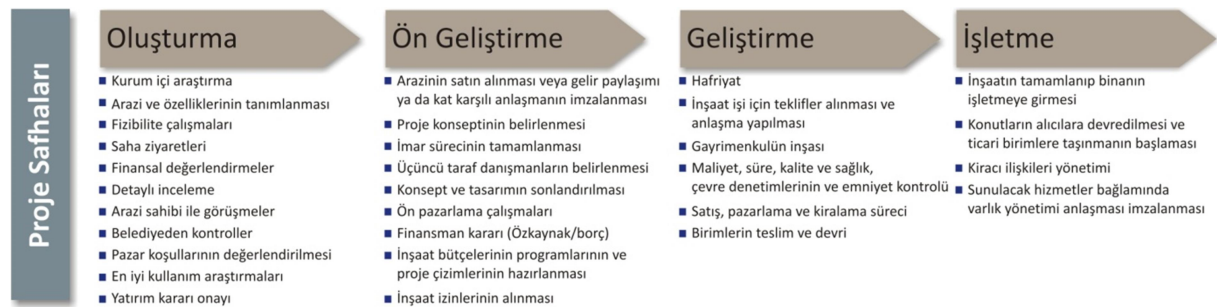 Proje Safhaları
Oluşturma
Kurum içi araştırma
Arazi ve özelliklerinin tanımlanması
Fizibilite çalışmaları
Saha ziyaretleri
Finansal değerlendirmeler
Detaylı inceleme
Arazi sahibi ile görüşmeler
Belediyeden kontroller
Pazar koşullarının değerlendirilmesi
En iyi kullanım araştırmaları
Yatırım kararı onayı
Ön Geliştirme
Arazinin satın alınması veya gelir paylaşımı
ya da kat karşılı anlaşmanın imzalanması
Proje konseptinin belirlenmesi
İmar sürecinin tamamlanması
Üçüncü taraf danışmanların belirlenmesi
Konsept ve tasarımın sonlandırılması
Ön pazarlama çalışmaları
Finansman kararı (Özkaynak/borç)
İnşaat bütçelerinin programlarının ve
proje çizimlerinin hazırlanması
İnşaat izinlerinin alınması
Geliştirme
Hafriyat
İnşaat işi için teklifler alınması ve
anlaşma yapılması
Gayrimenkulün inşası
Maliyet, süre, kalite ve sağlık,
çevre denetimlerinin ve emniyet kontrolü
Satış, pazarlama ve kiralama süreci
Birimlerin teslim ve devri
İşletme
İnşaatın tamamlanıp binanın
işletmeye girmesi
Konutların alıcılara devredilmesi ve
ticari birimlere taşınmanın başlaması
Kiracı ilişkileri yönetimi
Sunulacak hizmetler bağlamında
varlık yönetimi anlaşması imzalanması